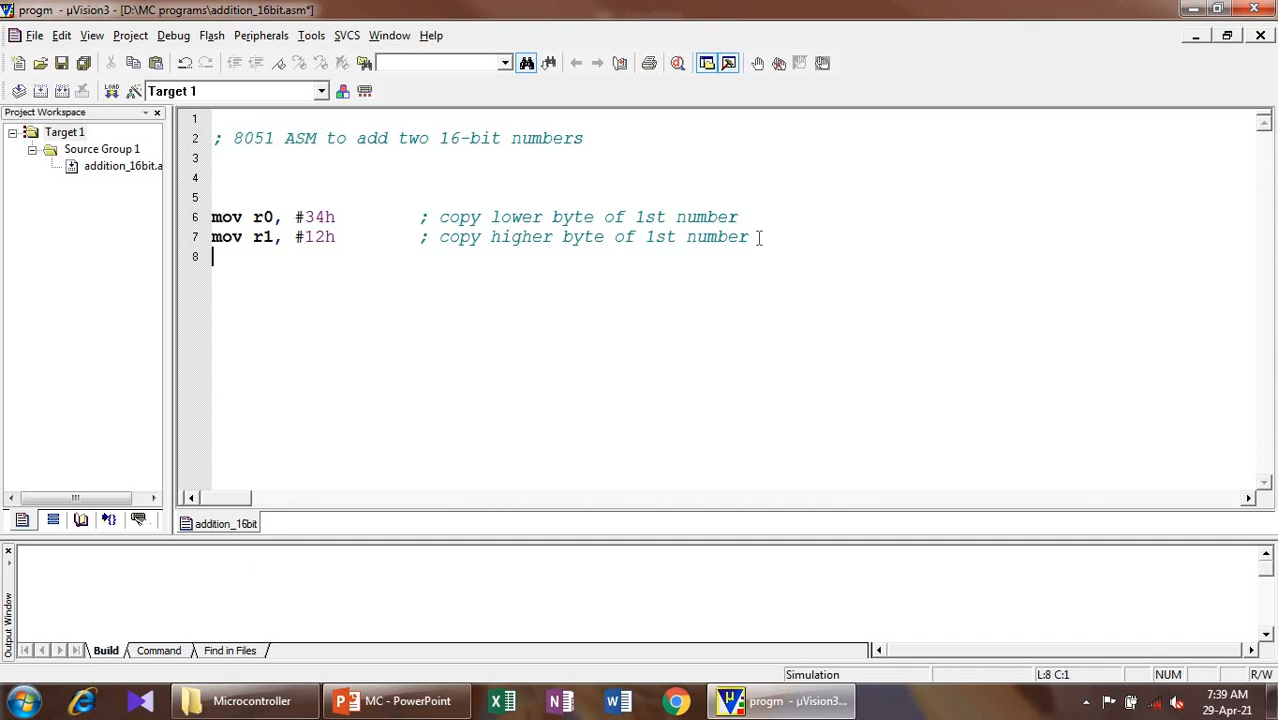 progm - µVision3 - [D:\MC programs\addition_16bit.asm*]
File Edit View Project Debug Flash Peripherals Tools SVCS Window Help
Target 1
Project Workspace
Target 1
Source Group 1
addition_16bit.a
1
2 ; 8051 ASM to add two 16-bit numbers
3
4
5
6 mov r0, #34h ; copy lower byte of 1st number
7 mov r1, #12h ; copy higher byte of 1st number
8
addition_16bit
Output Window
Build Command Find in Files
Simulation L:8 C:1 NUM R/W
Microcontroller MC - PowerPoint progm - µVision3... 7:39 AM
29-Apr-21